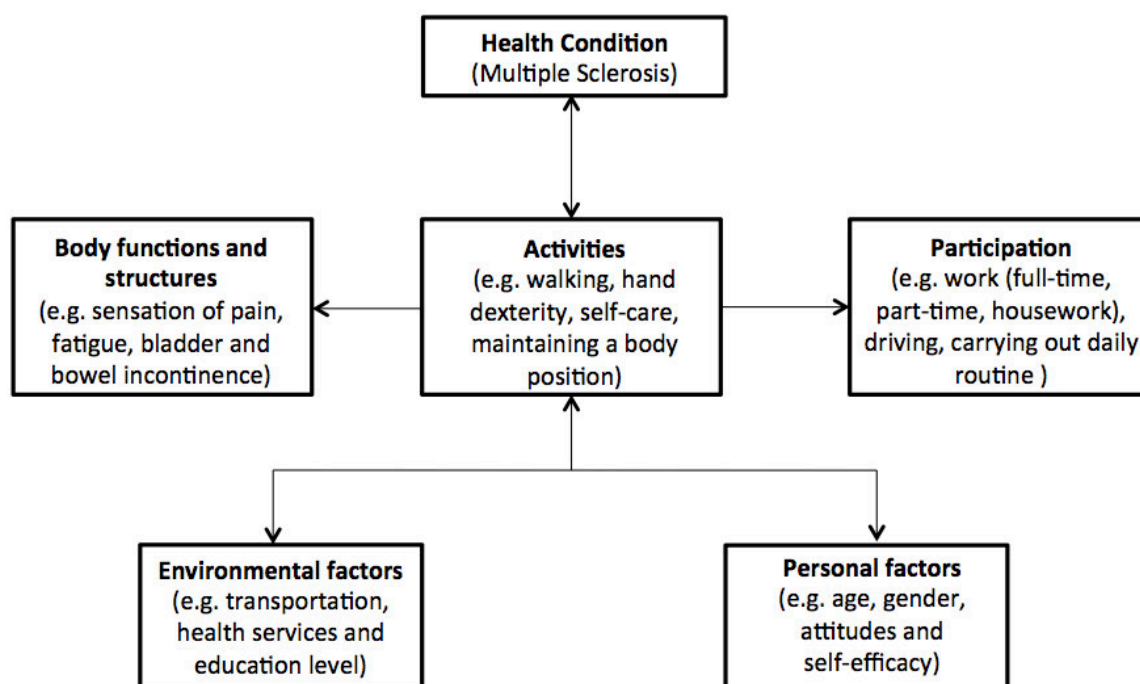 Health Condition
(Multiple Sclerosis)
Body functions and
structures
(e.g. sensation of pain,
fatigue, bladder and
bowel incontinence)
Activities
(e.g. walking, hand
dexterity, self-care,
maintaining a body
position)
Participation
(e.g. work (full-time,
part-time, housework),
driving, carrying out daily
routine )
Environmental factors
(e.g. transportation,
health services and
education level)
Personal factors
(e.g. age, gender,
attitudes and
self-efficacy)